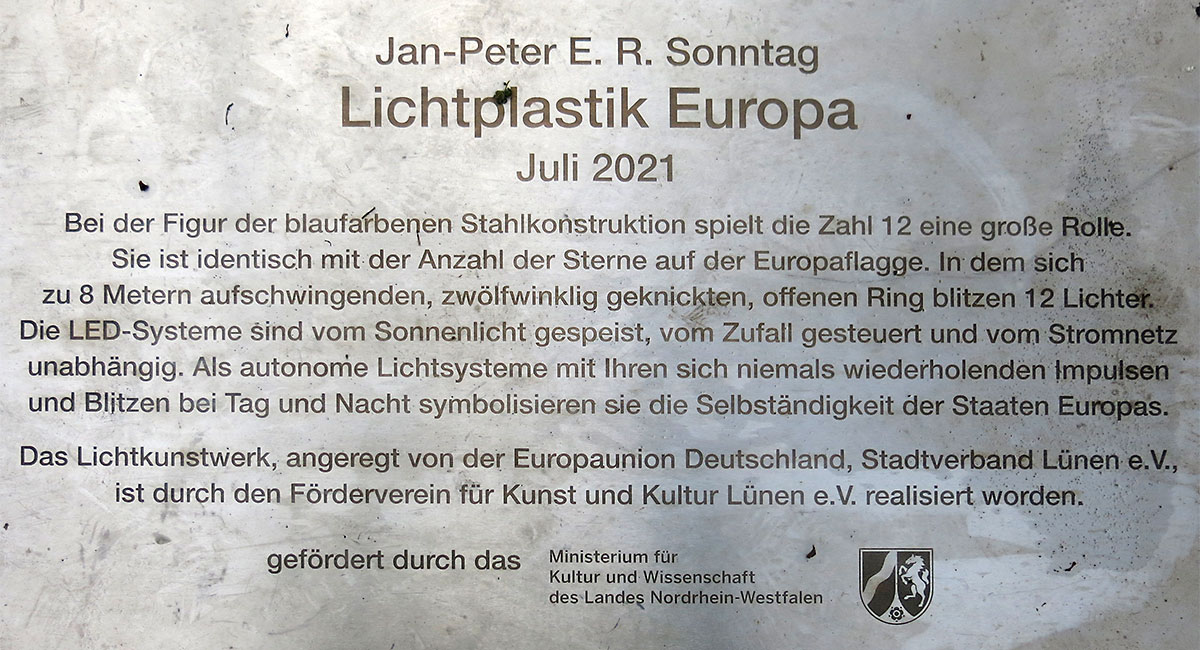 Jan-Peter E. R. Sonntag
Lichtplastik Europa
Juli 2021
Bei der Figur der blaufarbenen Stahlkonstruktion spielt die Zahl 12 eine große Rolle.
Sie ist identisch mit der Anzahl der Sterne auf der Europaflagge. In dem sich
zu 8 Metern aufschwingenden, zwölfwinklig geknickten, offenen Ring blitzen 12 Lichter.
Die LED-Systeme sind vom Sonnenlicht gespeist, vom Zufall gesteuert und vom Stromnetz
unabhängig. Als autonome Lichtsysteme mit Ihren sich niemals wiederholenden Impulsen
und Blitzen bei Tag und Nacht symbolisieren sie die Selbständigkeit der Staaten Europas.
Das Lichtkunstwerk, angeregt von der Europaunion Deutschland, Stadtverband Lünen e.V.,
ist durch den Förderverein für Kunst und Kultur Lünen e.V. realisiert worden.
gefördert durch das
Ministerium für
Kultur und Wissenschaft
des Landes Nordrhein-Westfalen